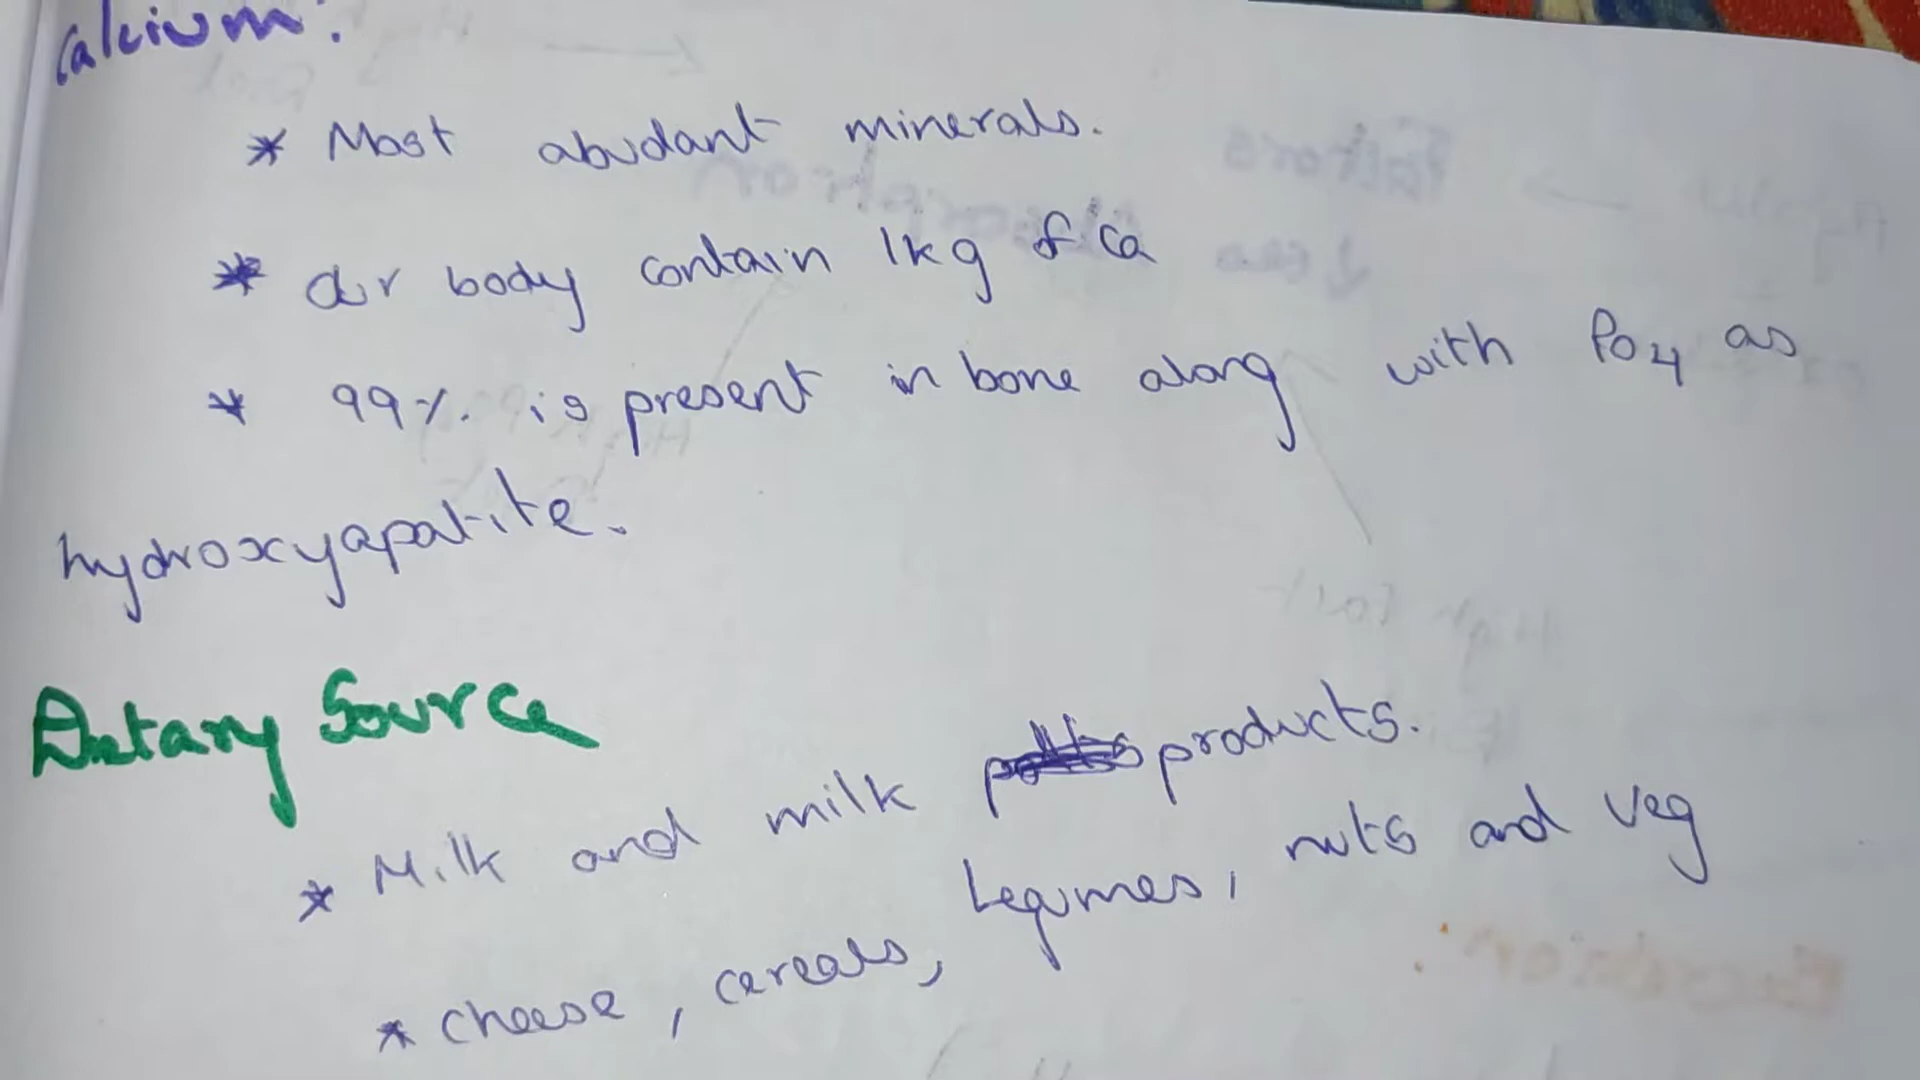 Calcium:
* Most abudant minerals.
* Our body contain 1kg of ca
* 99%. is present in bone along with Po4 as
hydroxyapatite.
Dietary Source
* Milk and milk products.
* Cheese, cereals, Legumes, nuts and veg